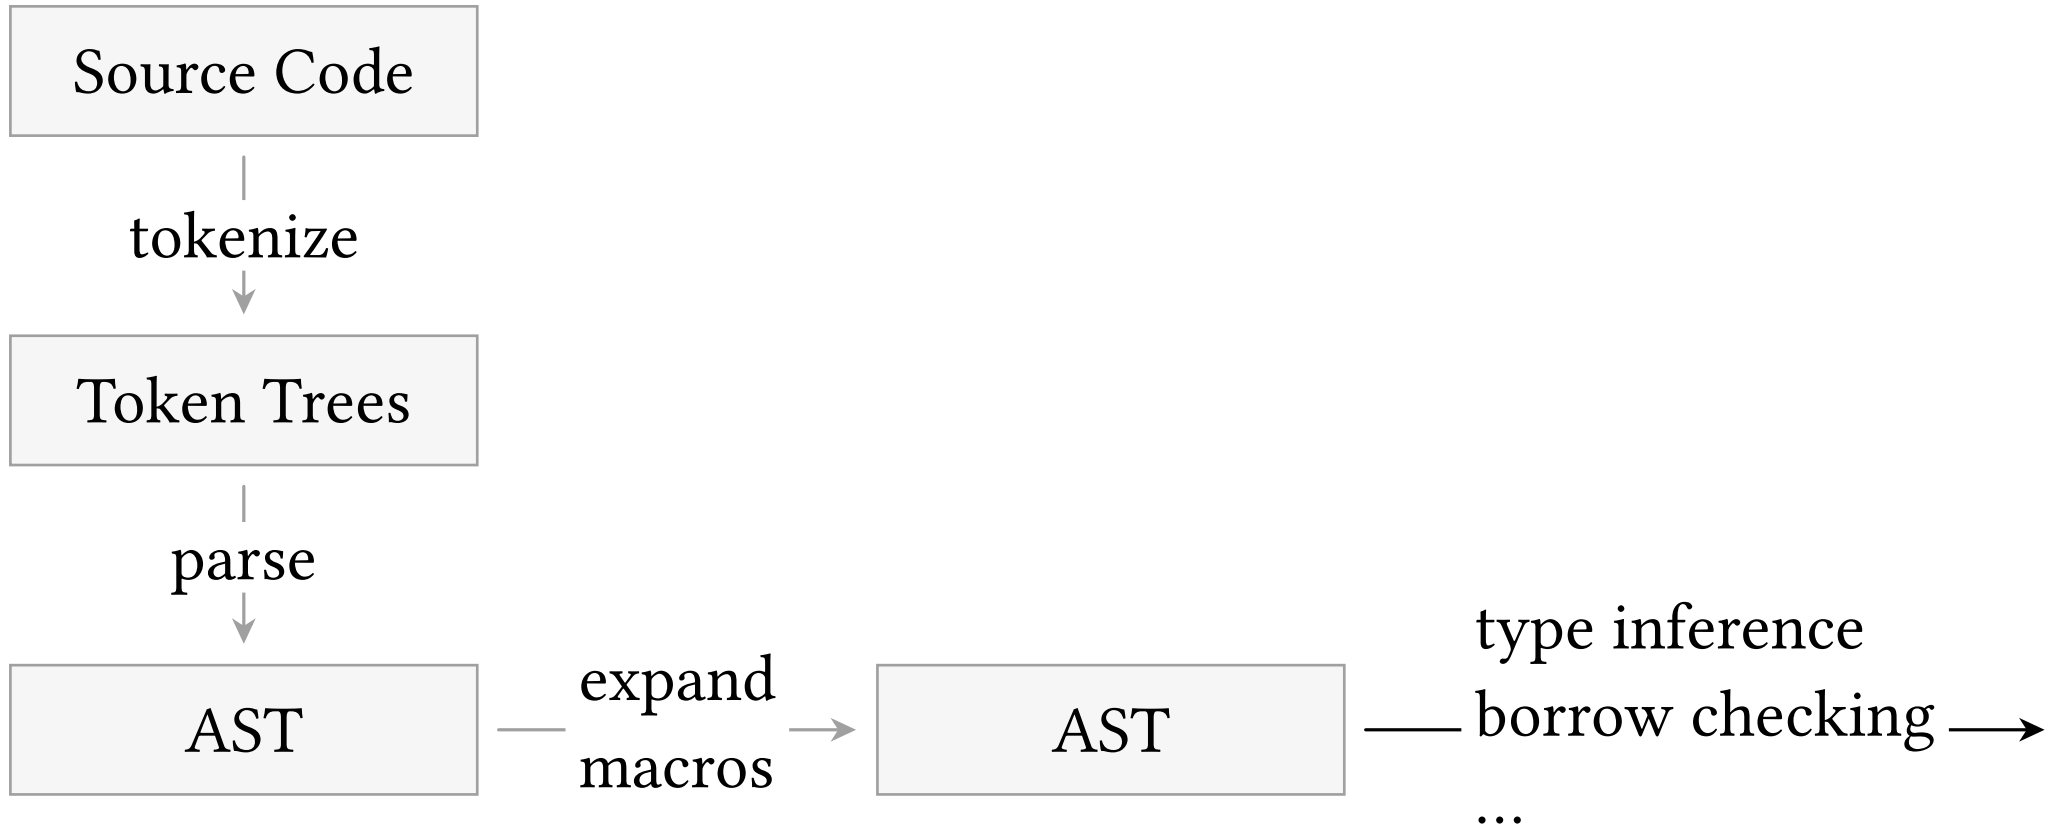 Source Code
tokenize
Token Trees
parse
AST
expand
macros
AST
type inference
borrow checking
...